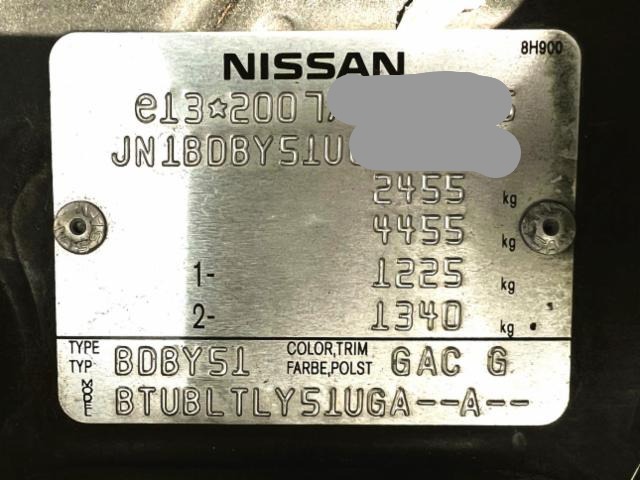 8H900
NISSAN
e13*2007
JN1BDBY51U
2455 kg
4455 kg
1- 1225 kg
2- 1340 kg
TYPE TYP BDBY51 COLOR,TRIM FARBE,POLST GAC G
MODEL BTUBLTLY51UGA--A--